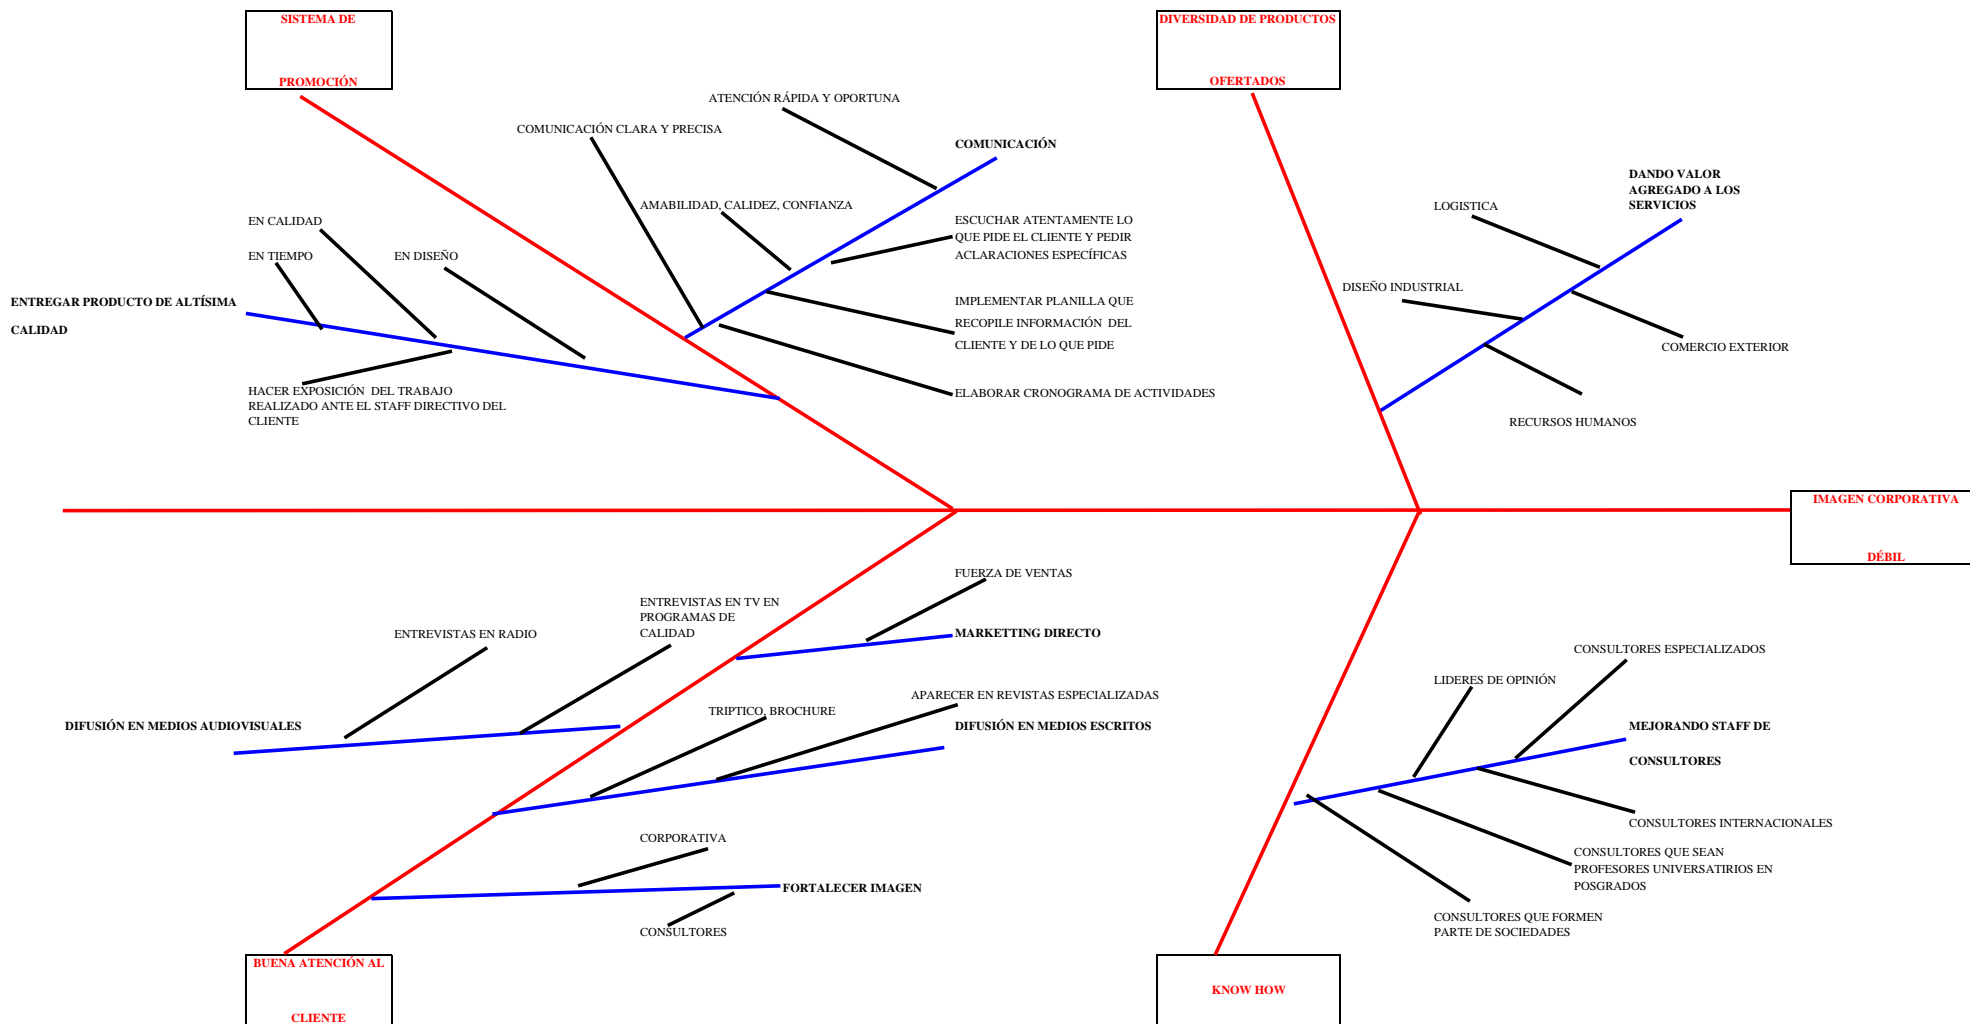 SISTEMA DE
PROMOCIÓN
DIVERSIDAD DE PRODUCTOS
OFERTADOS
ATENCIÓN RÁPIDA Y OPORTUNA
COMUNICACIÓN CLARA Y PRECISA
COMUNICACIÓN
AMABILIDAD, CALIDEZ, CONFIANZA
ESCUCHAR ATENTAMENTE LO
QUE PIDE EL CLIENTE Y PEDIR
ACLARACIONES ESPECÍFICAS
IMPLEMENTAR PLANILLA QUE
RECOPILE INFORMACIÓN DEL
CLIENTE Y DE LO QUE PIDE
ELABORAR CRONOGRAMA DE ACTIVIDADES
EN CALIDAD
EN TIEMPO
EN DISEÑO
ENTREGAR PRODUCTO DE ALTÍSIMA
CALIDAD
HACER EXPOSICIÓN DEL TRABAJO
REALIZADO ANTE EL STAFF DIRECTIVO DEL
CLIENTE
DANDO VALOR
AGREGADO A LOS
SERVICIOS
LOGISTICA
DISEÑO INDUSTRIAL
COMERCIO EXTERIOR
RECURSOS HUMANOS
IMAGEN CORPORATIVA
DÉBIL
FUERZA DE VENTAS
ENTREVISTAS EN TV EN
PROGRAMAS DE
CALIDAD
ENTREVISTAS EN RADIO
MARKETTING DIRECTO
APARECER EN REVISTAS ESPECIALIZADAS
TRIPTICO, BROCHURE
DIFUSIÓN EN MEDIOS AUDIOVISUALES
DIFUSIÓN EN MEDIOS ESCRITOS
CORPORATIVA
FORTALECER IMAGEN
CONSULTORES
CONSULTORES ESPECIALIZADOS
LIDERES DE OPINIÓN
MEJORANDO STAFF DE
CONSULTORES
CONSULTORES INTERNACIONALES
CONSULTORES QUE SEAN
PROFESORES UNIVERSATIRIOS EN
POSGRADOS
CONSULTORES QUE FORMEN
PARTE DE SOCIEDADES
BUENA ATENCIÓN AL
CLIENTE
KNOW HOW